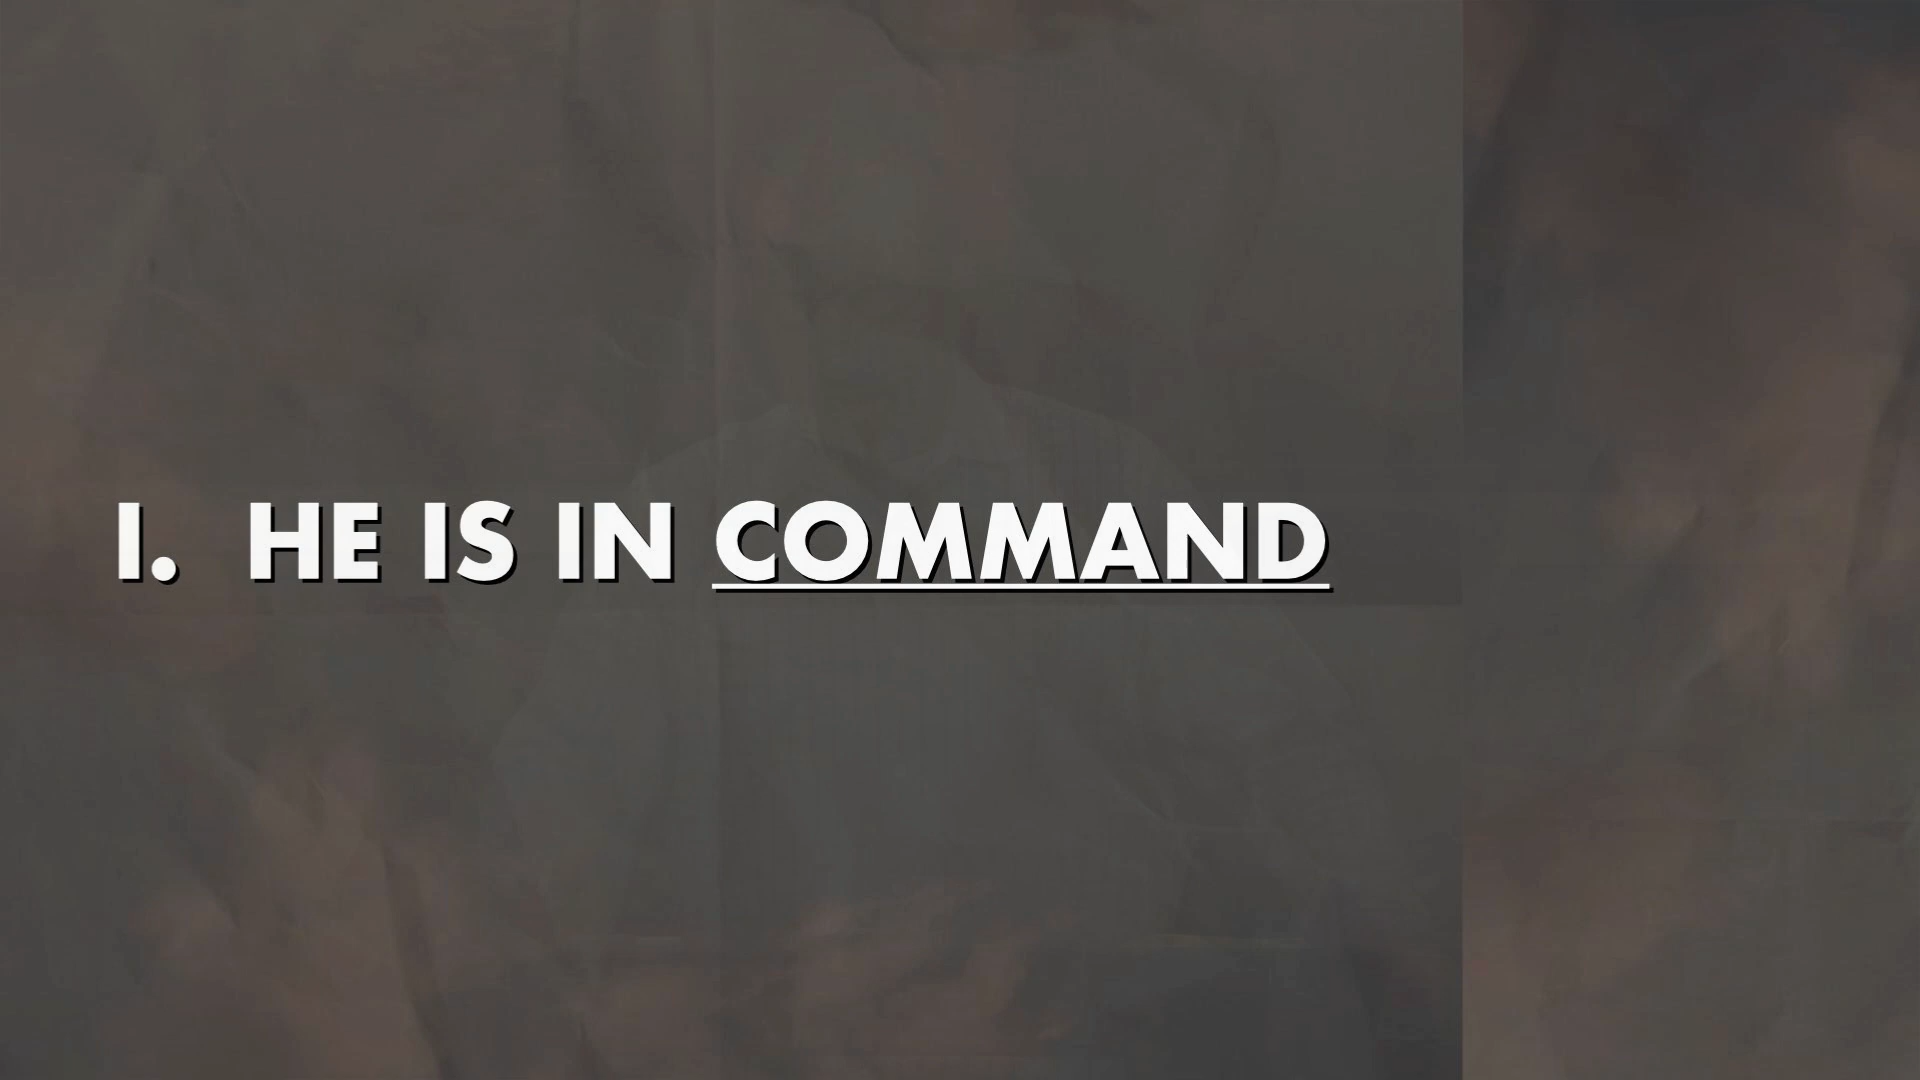 I. HE IS IN COMMAND